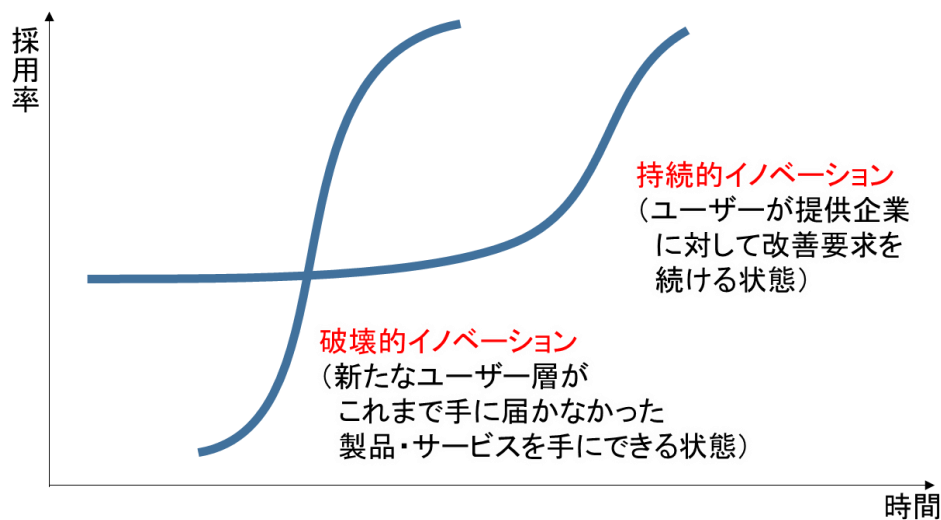 採用率
持続的イノベーション
（ユーザーが提供企業
に対して改善要求を
続ける状態）
破壊的イノベーション
（新たなユーザー層が
これまで手に届かなかった
製品・サービスを手にできる状態）
時間